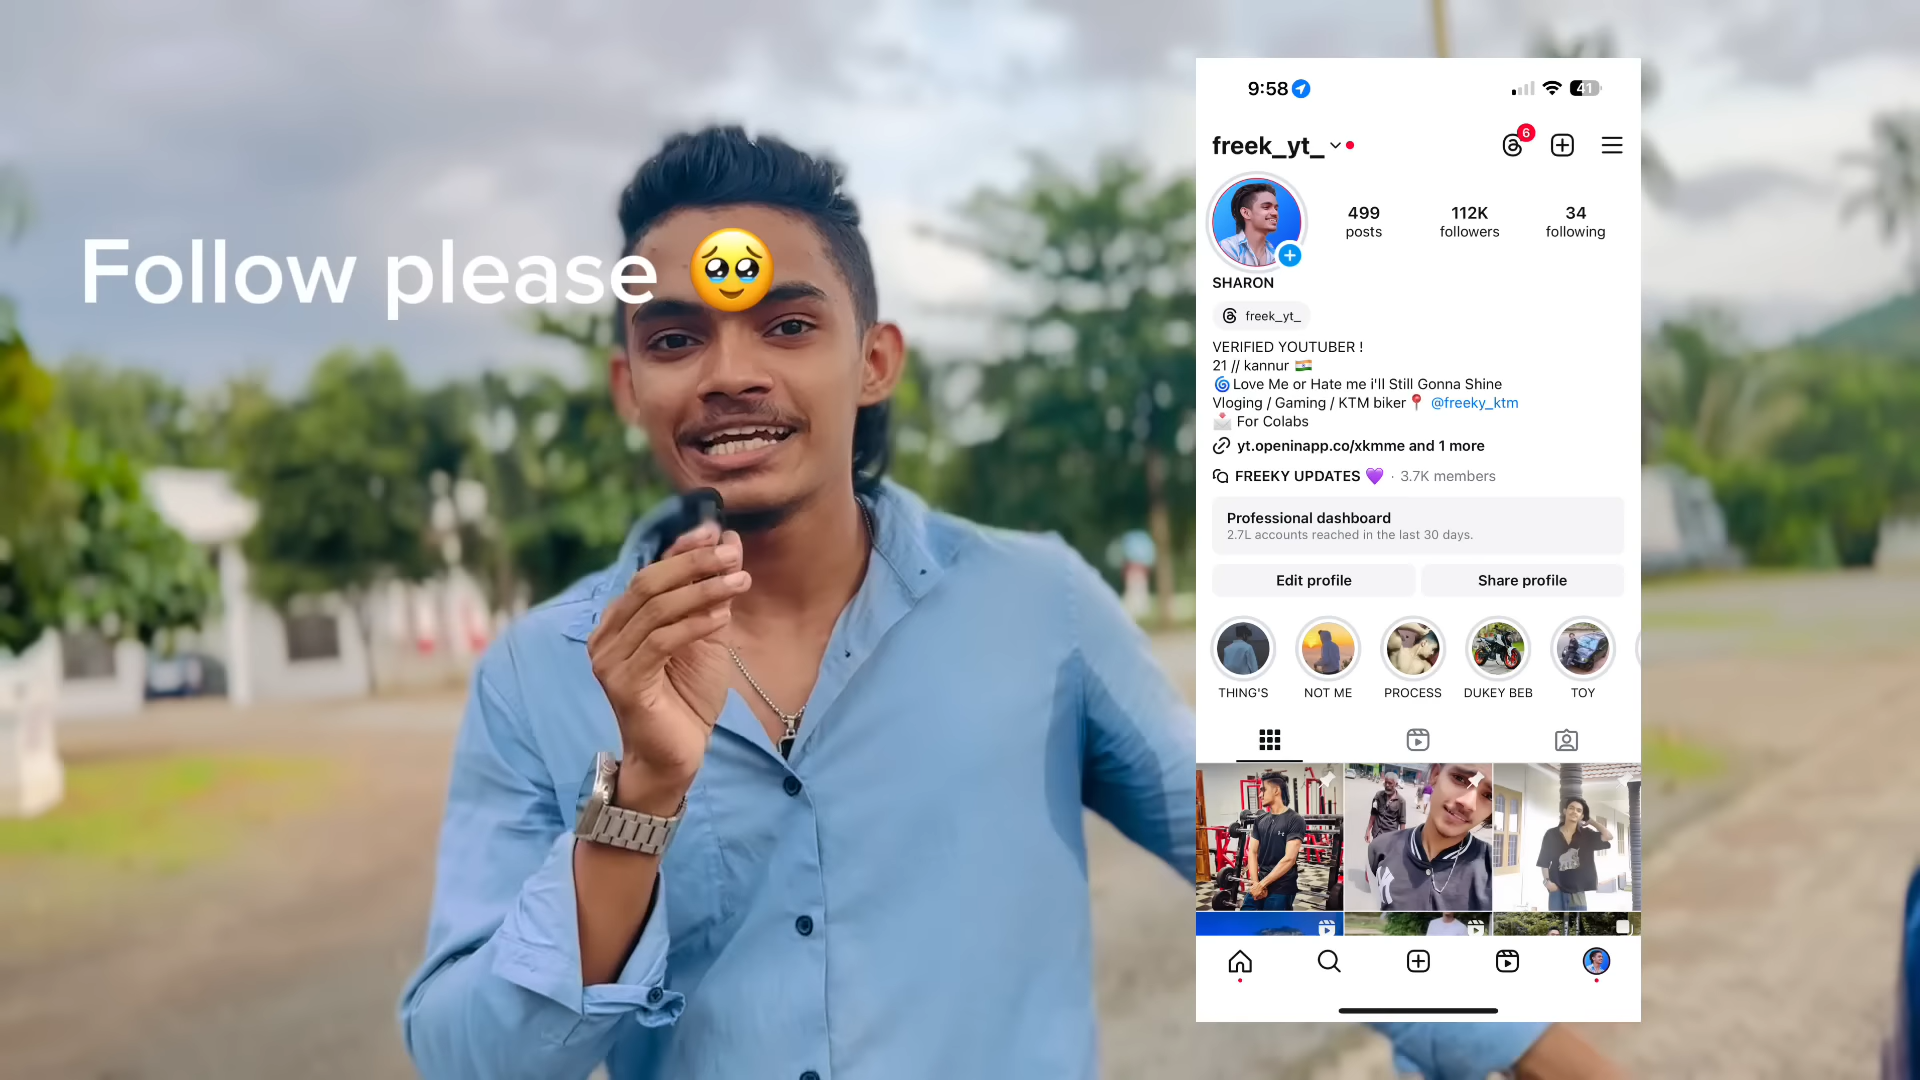 Follow please 🥹
9:58
41
freek_yt_
6
499
posts
112K
followers
34
following
SHARON
freek_yt_
VERIFIED YOUTUBER !
21 // kannur 🇮🇳
🌀Love Me or Hate me i'll Still Gonna Shine
Vloging / Gaming / KTM biker📍 @freeky_ktm
📩 For Colabs
yt.openinapp.co/xkmme and 1 more
FREEKY UPDATES 💜 · 3.7K members
Professional dashboard
2.7L accounts reached in the last 30 days.
Edit profile
Share profile
THING'S
NOT ME
PROCESS
DUKEY BEB
TOY